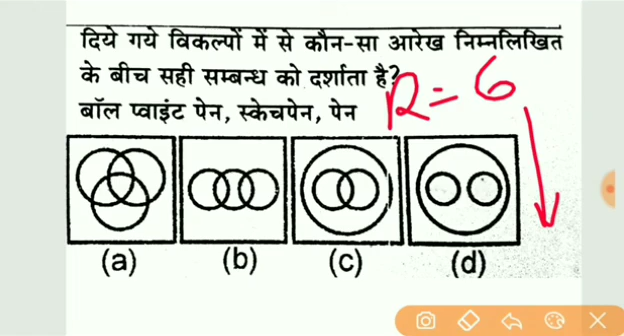 दिये गये विकल्पों में से कौन-सा आरेख निम्नलिखित
के बीच सही सम्बन्ध को दर्शाता है?
R = 6
बॉल प्वाइंट पेन, स्केचपेन, पेन
(a) (b) (c) (d)